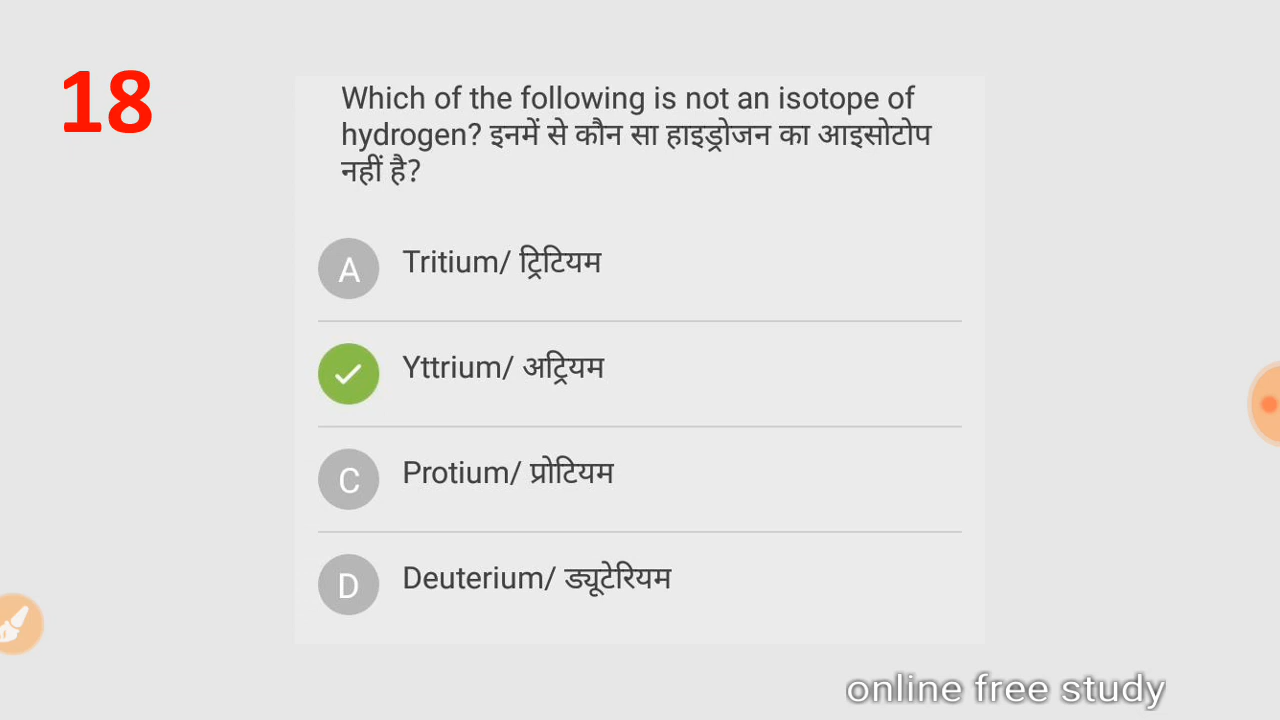 18
Which of the following is not an isotope of
hydrogen? इनमें से कौन सा हाइड्रोजन का आइसोटोप
नहीं है?
A Tritium/ ट्रिटियम
Yttrium/ अट्रियम
C Protium/ प्रोटियम
D Deuterium/ ड्यूटेरियम
online free study